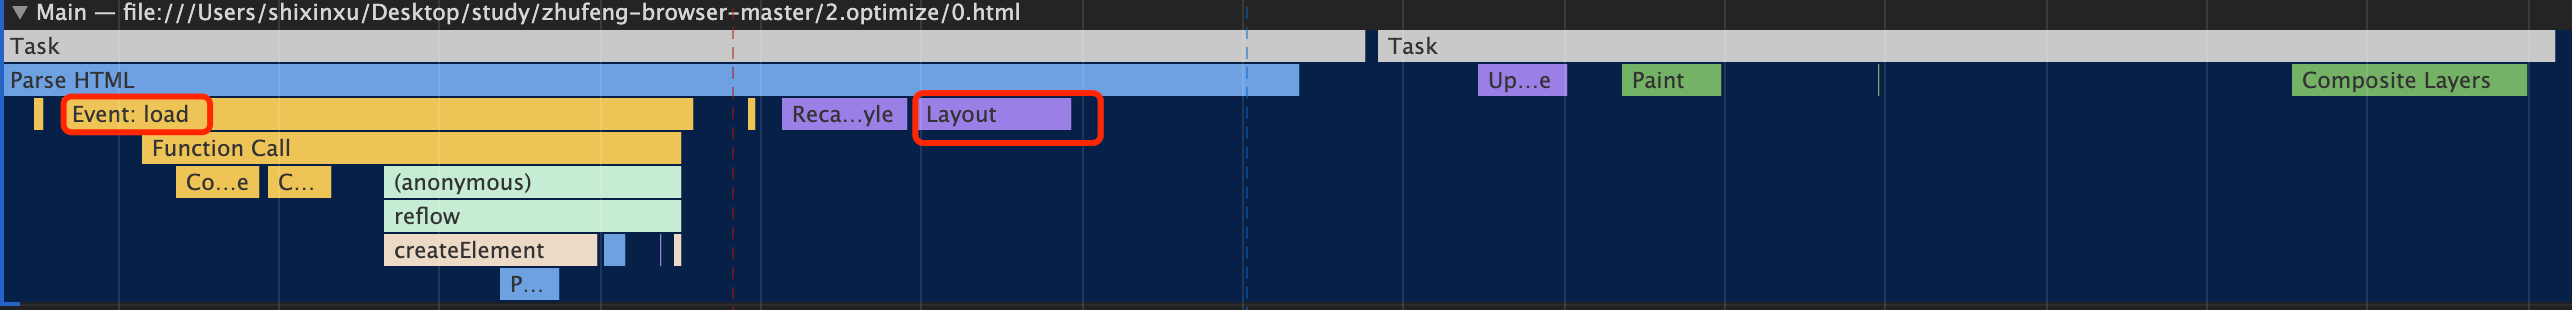 ▼ Main — file:///Users/shixinxu/Desktop/study/zhufeng-browser-master/2.optimize/0.html
Task Task
Parse HTML Up…e Paint Composite Layers
Event: load Reca…yle Layout
Function Call
Co…e C… (anonymous)
reflow
createElement
P…